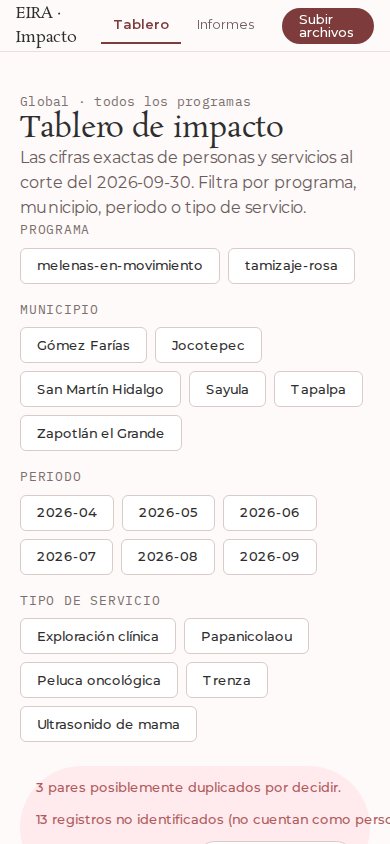 EIRA ·
Impacto
Tablero
Informes
Subir
archivos
Global · todos los programas
Tablero de impacto
Las cifras exactas de personas y servicios al
corte del 2026-09-30. Filtra por programa,
municipio, periodo o tipo de servicio.
PROGRAMA
melenas-en-movimiento
tamizaje-rosa
MUNICIPIO
Gómez Farías
Jocotepec
San Martín Hidalgo
Sayula
Tapalpa
Zapotlán el Grande
PERIODO
2026-04
2026-05
2026-06
2026-07
2026-08
2026-09
TIPO DE SERVICIO
Exploración clínica
Papanicolaou
Peluca oncológica
Trenza
Ultrasonido de mama
3 pares posiblemente duplicados por decidir.
13 registros no identificados (no cuentan como